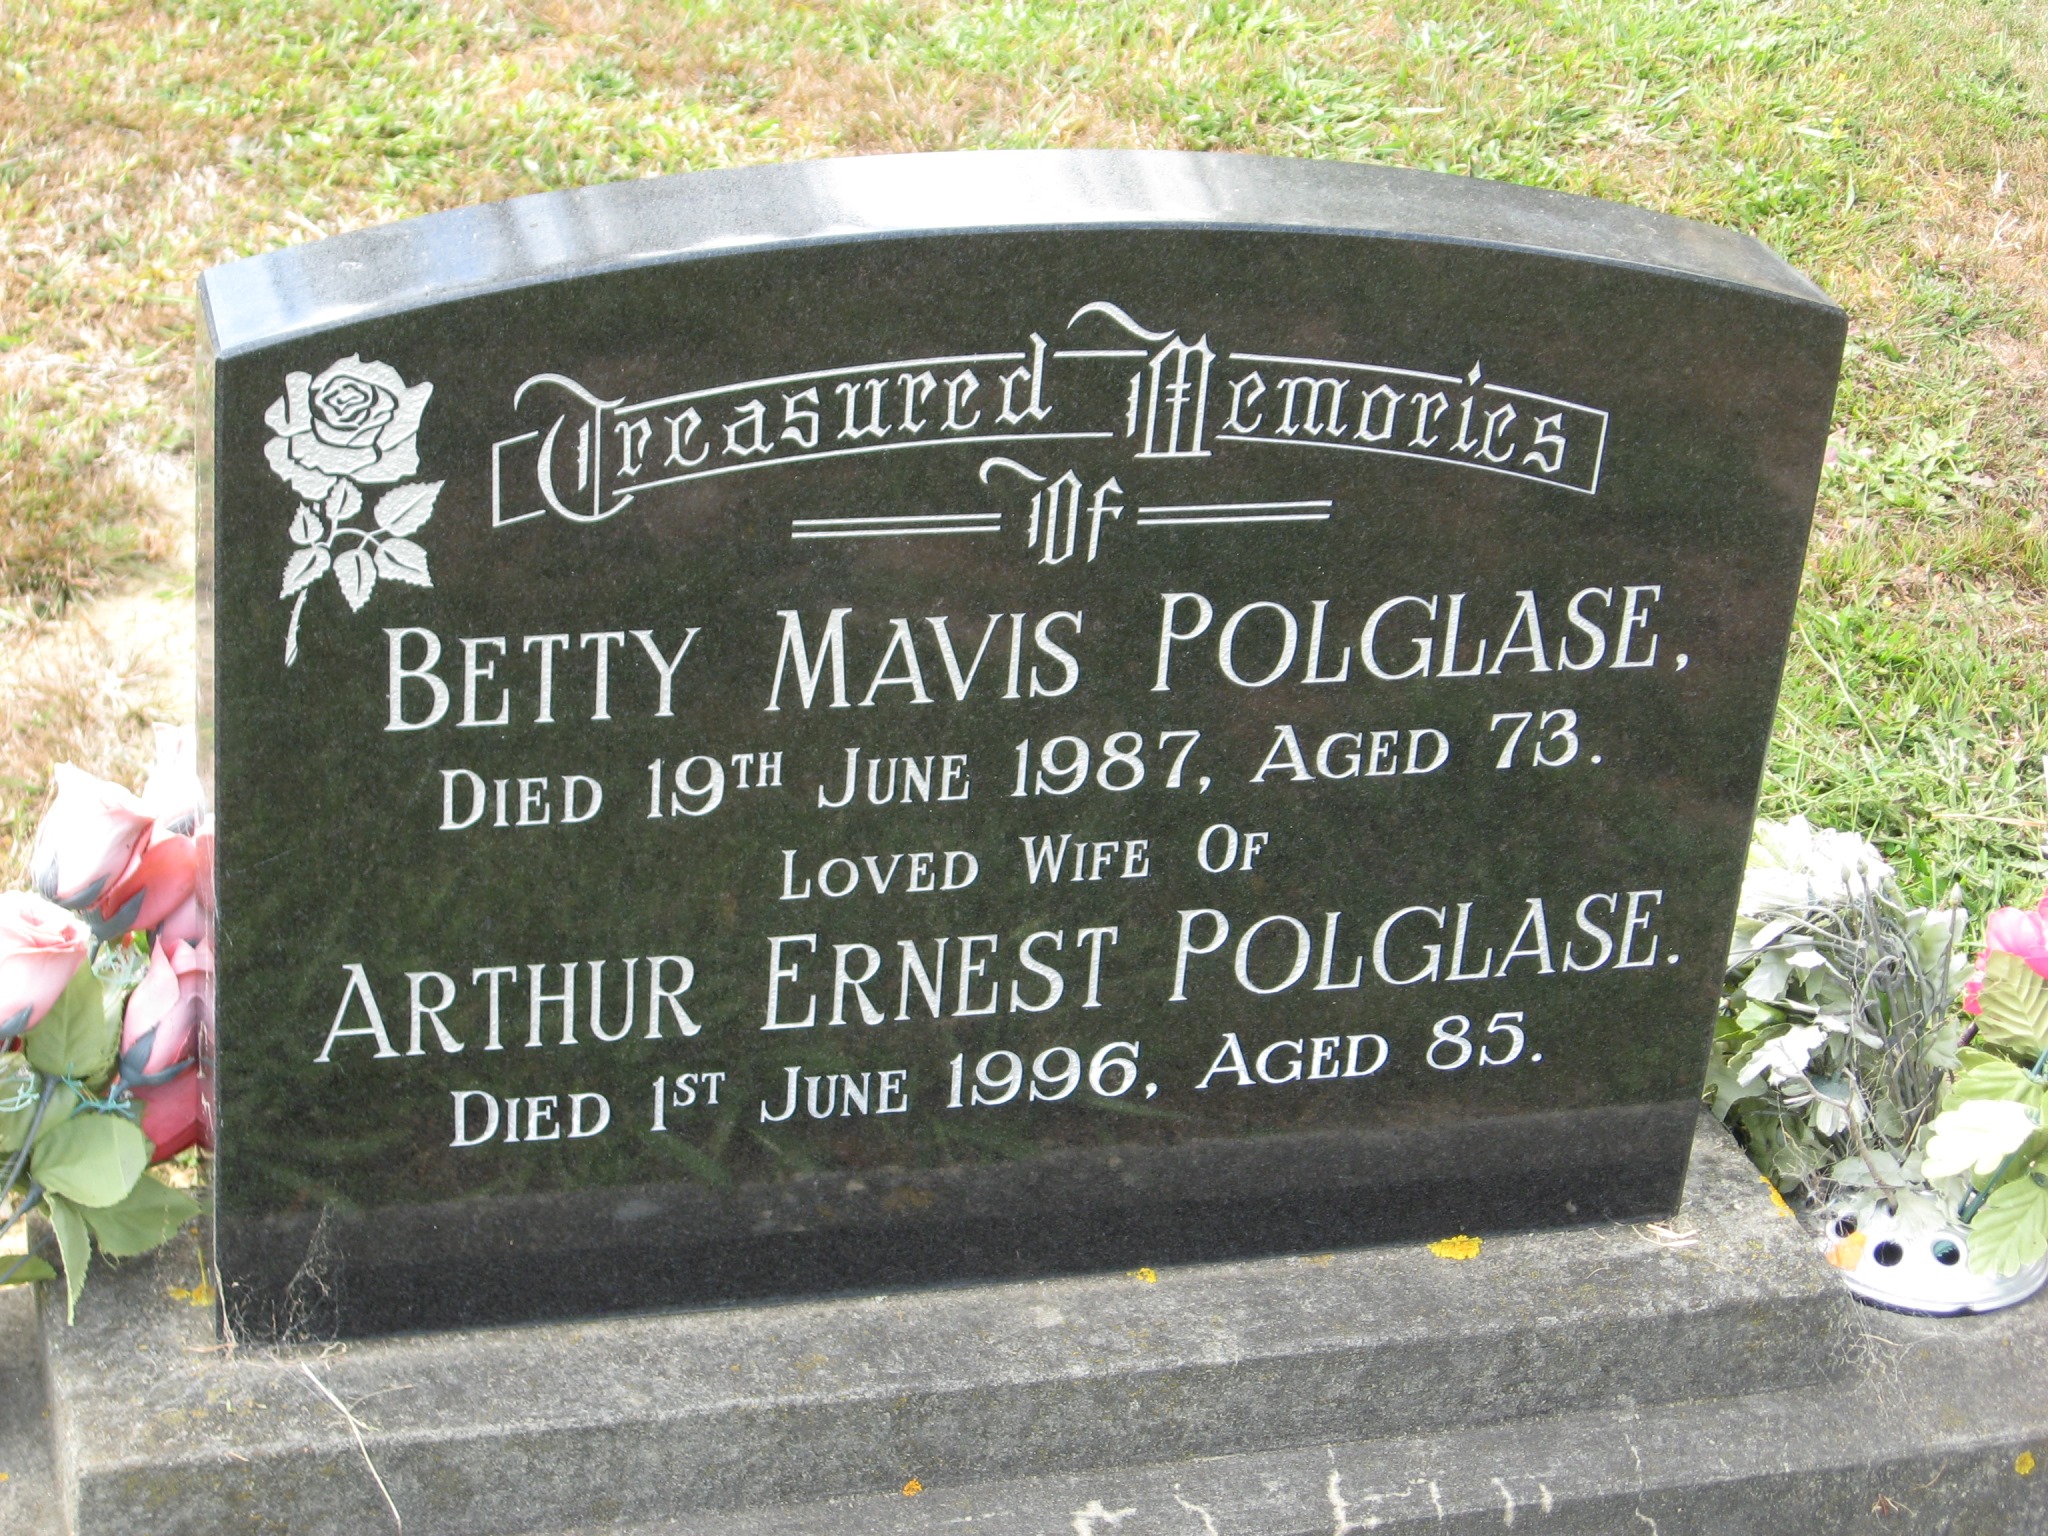 Treasured Memories
Of
BETTY MAVIS POLGLASE,
DIED 19TH JUNE 1987, AGED 73.
LOVED WIFE OF
ARTHUR ERNEST POLGLASE.
DIED 1ST JUNE 1996, AGED 85.